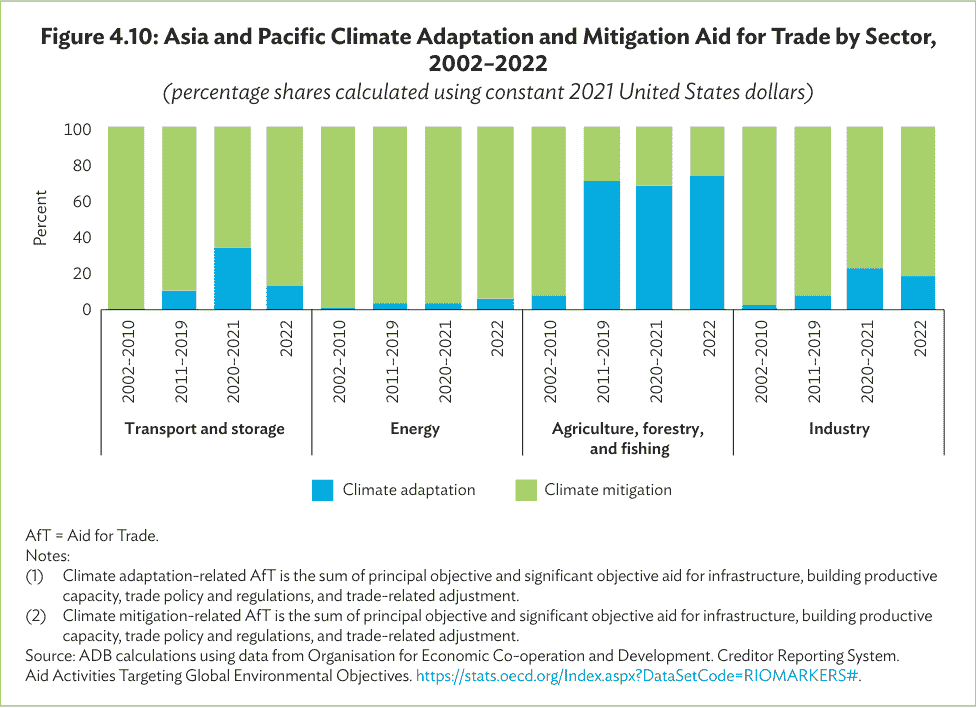 Figure 4.10: Asia and Pacific Climate Adaptation and Mitigation Aid for Trade by Sector,
2002–2022
(percentage shares calculated using constant 2021 United States dollars)
Percent
100
80
60
40
20
0
2002–2010
2011–2019
2020–2021
2022
2002–2010
2011–2019
2020–2021
2022
2002–2010
2011–2019
2020–2021
2022
2002–2010
2011–2019
2020–2021
2022
Transport and storage
Energy
Agriculture, forestry,
and fishing
Industry
Climate adaptation
Climate mitigation
AfT = Aid for Trade.
Notes:
(1) Climate adaptation-related AfT is the sum of principal objective and significant objective aid for infrastructure, building productive
capacity, trade policy and regulations, and trade-related adjustment.
(2) Climate mitigation-related AfT is the sum of principal objective and significant objective aid for infrastructure, building productive
capacity, trade policy and regulations, and trade-related adjustment.
Source: ADB calculations using data from Organisation for Economic Co-operation and Development. Creditor Reporting System.
Aid Activities Targeting Global Environmental Objectives. https://stats.oecd.org/Index.aspx?DataSetCode=RIOMARKERS#.